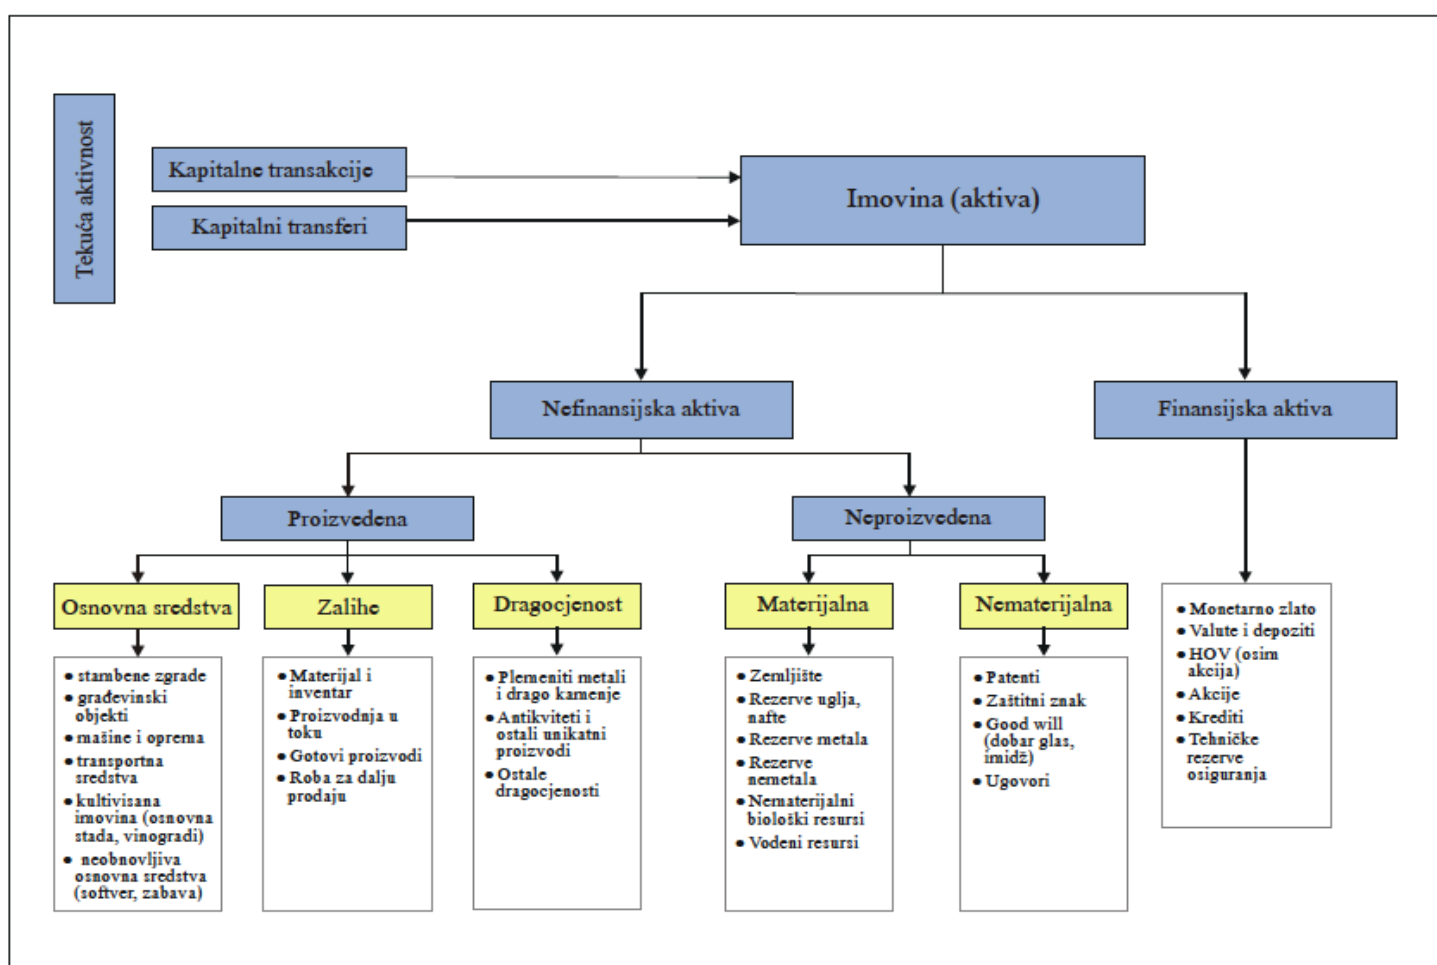 Tekuća aktivnost
Kapitalne transakcije
Kapitalni transferi
Imovina (aktiva)
Nefinansijska aktiva
Finansijska aktiva
Proizvedena
Neproizvedena
Osnovna sredstva
Zalihe
Dragocjenost
Materijalna
Nematerijalna
• stambene zgrade
• građevinski
objekti
• mašine i oprema
• transportna
sredstva
• kultivisana
imovina (osnovna
stada, vinogradi)
• neobnovljiva
osnovna sredstva
(softver, zabava)
• Materijal i
inventar
• Proizvodnja u
toku
• Gotovi proizvodi
• Roba za dalju
prodaju
• Plemeniti metali
i drago kamenje
• Antikviteti i
ostali unikatni
proizvodi
• Ostale
dragocjenosti
• Zemljište
• Rezerve uglja,
nafte
• Rezerve metala
• Rezerve
nemetala
• Nematerijalni
biološki resursi
• Vodeni resursi
• Patenti
• Zaštitni znak
• Good will
(dobar glas,
imidž)
• Ugovori
• Monetarno zlato
• Valute i depoziti
• HOV (osim
akcija)
• Akcije
• Krediti
• Tehničke
rezerve
osiguranja